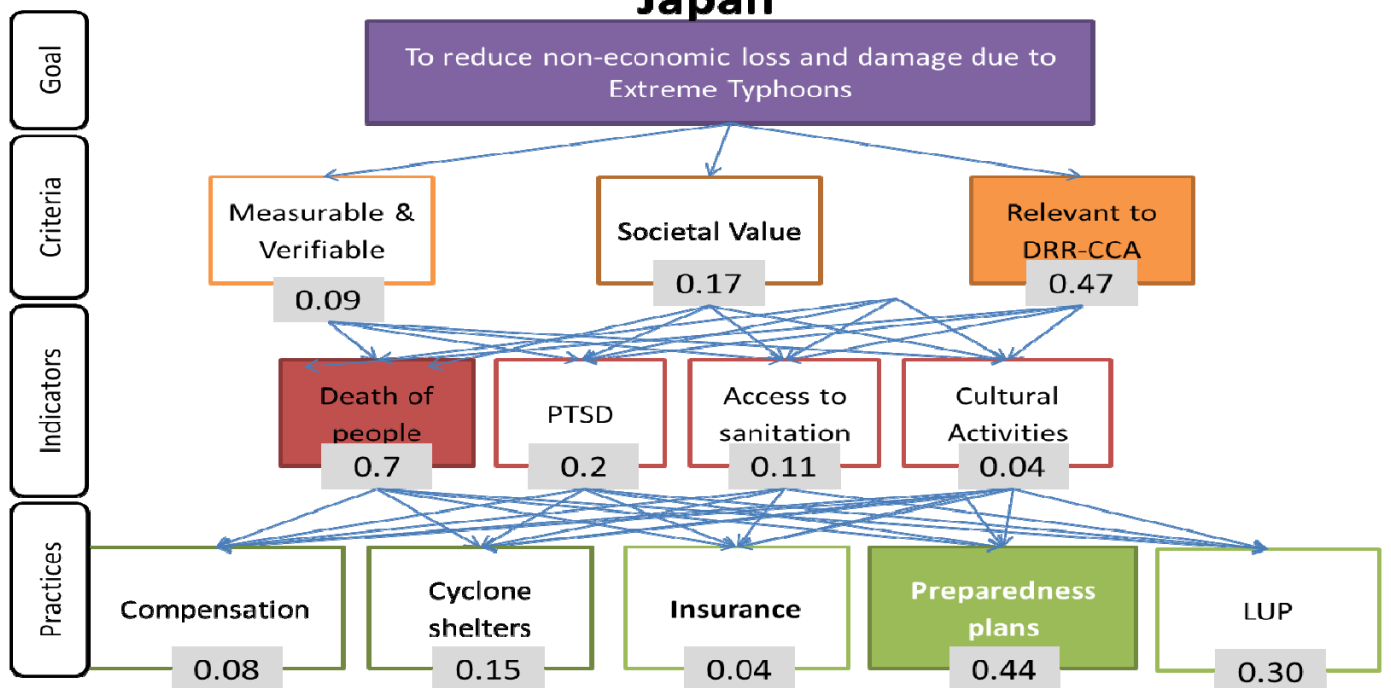 Japan
Goal
To reduce non-economic loss and damage due to
Extreme Typhoons
Criteria
Measurable &
Verifiable
0.09
Societal Value
0.17
Relevant to
DRR-CCA
0.47
Indicators
Death of
people
0.7
PTSD
0.2
Access to
sanitation
0.11
Cultural
Activities
0.04
Practices
Compensation
0.08
Cyclone
shelters
0.15
Insurance
0.04
Preparedness
plans
0.44
LUP
0.30